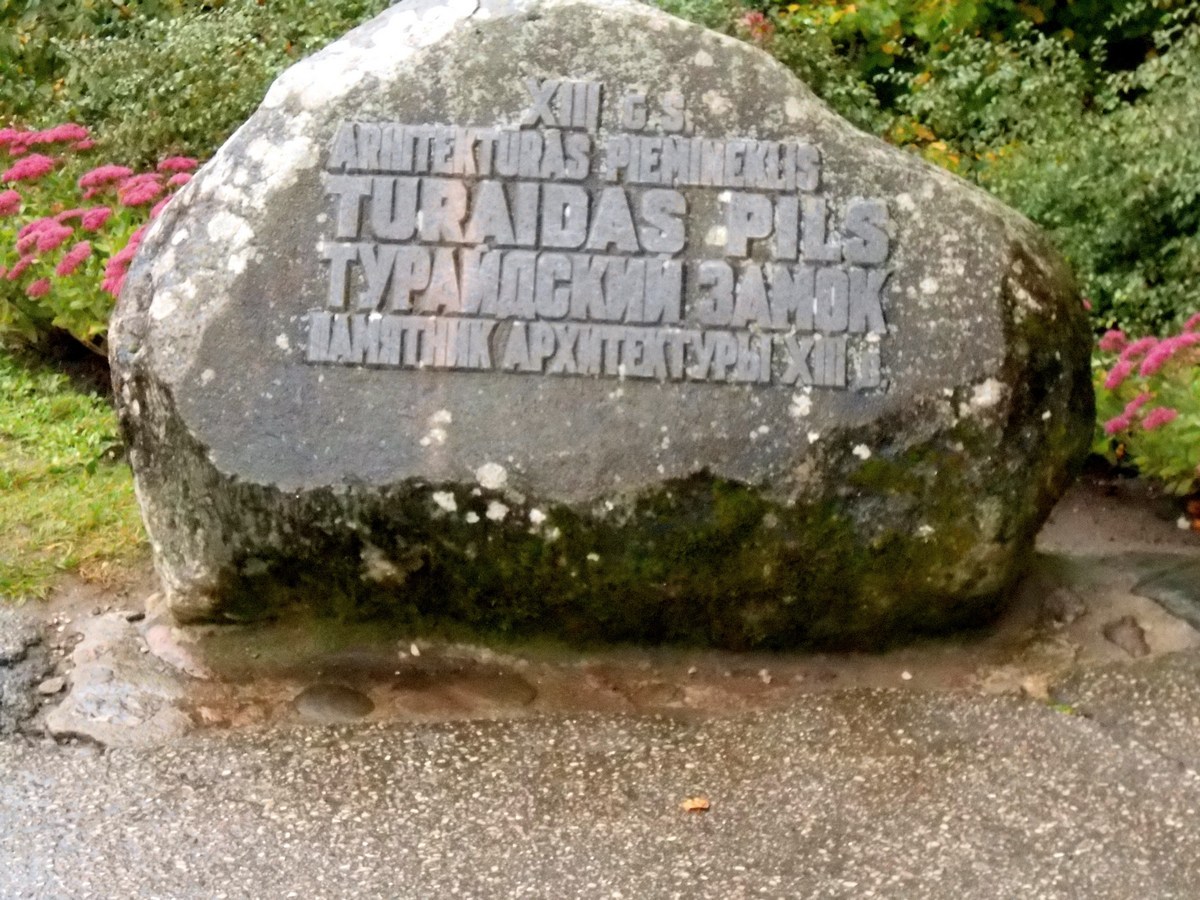 XIII G.S.
ARHITEKTŪRAS PIEMINEKLIS
TURAIDAS PILS
ТУРАЙДСКИЙ ЗАМОК
ПАМЯТНИК АРХИТЕКТУРЫ XIII В.